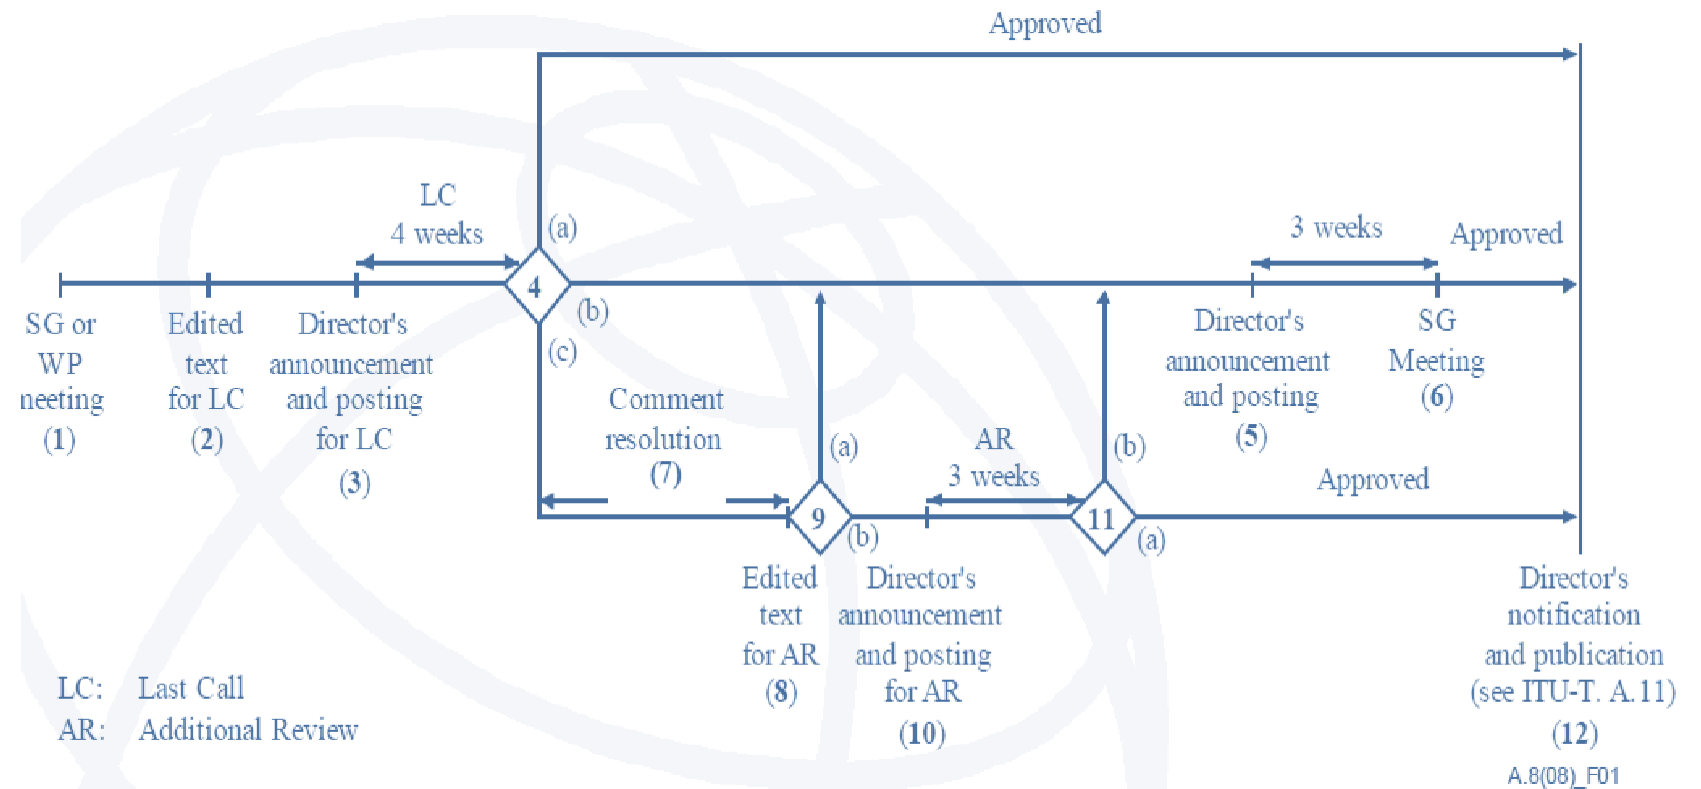 Approved
LC
4 weeks
(a)
4
(b)
(c)
3 weeks
Approved
SG or
WP
neeting
(1)
Edited
text
for LC
(2)
Director's
announcement
and posting
for LC
(3)
Comment
resolution
(7)
Director's
announcement
and posting
(5)
SG
Meeting
(6)
(a)
9
(b)
AR
3 weeks
(b)
11
(a)
Approved
Edited
text
for AR
(8)
Director's
announcement
and posting
for AR
(10)
Director's
notification
and publication
(see ITU-T. A.11)
(12)
LC: Last Call
AR: Additional Review
A.8(08)_F01